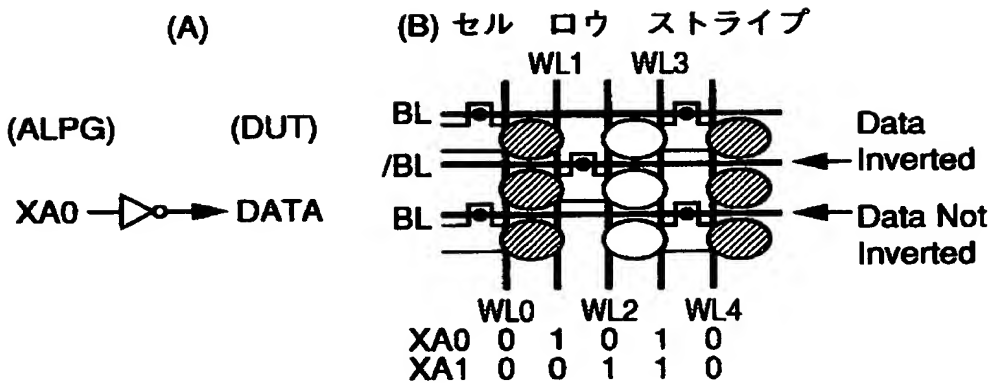 (A)
(B) セル ロウ ストライプ
WL1 WL3
(ALPG) (DUT)
XA0 DATA
BL
/BL
BL
Data
Inverted
Data Not
Inverted
WL0 WL2 WL4
XA0 0 1 0 1 0
XA1 0 0 1 1 0